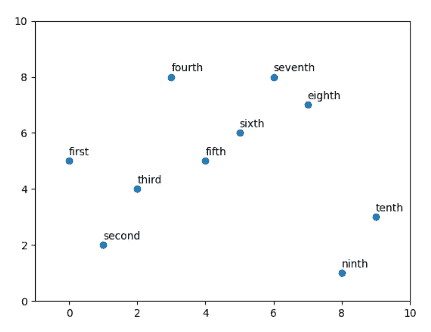 10
fourth
seventh
8
eighth
sixth
6
first
fifth
third
4
tenth
second
2
ninth
0
0 2 4 6 8 10